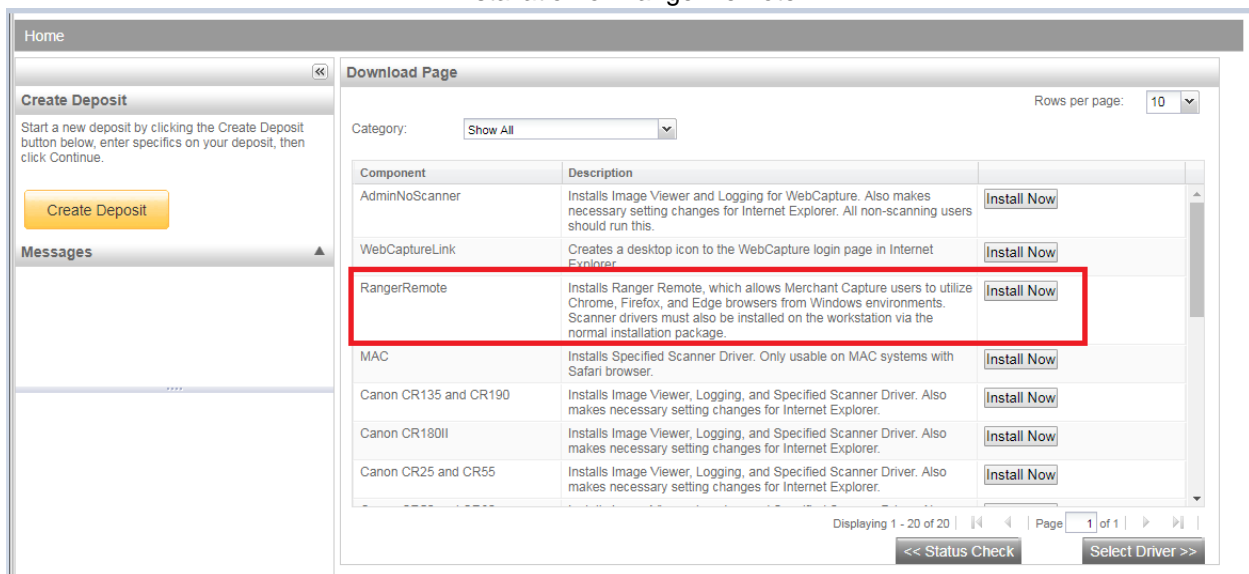 Home
Create Deposit
Start a new deposit by clicking the Create Deposit
button below, enter specifics on your deposit, then
click Continue.
Create Deposit
Messages
Download Page
Rows per page: 10
Category: Show All
Component Description
AdminNoScanner Installs Image Viewer and Logging for WebCapture. Also makes Install Now
necessary setting changes for Internet Explorer. All non-scanning users
should run this.
WebCaptureLink Creates a desktop icon to the WebCapture login page in Internet Install Now
Explorer.
RangerRemote Installs Ranger Remote, which allows Merchant Capture users to utilize Install Now
Chrome, Firefox, and Edge browsers from Windows environments.
Scanner drivers must also be installed on the workstation via the
normal installation package.
MAC Installs Specified Scanner Driver. Only usable on MAC systems with Install Now
Safari browser.
Canon CR135 and CR190 Installs Image Viewer, Logging, and Specified Scanner Driver. Also Install Now
makes necessary setting changes for Internet Explorer.
Canon CR180II Installs Image Viewer, Logging, and Specified Scanner Driver. Also Install Now
makes necessary setting changes for Internet Explorer.
Canon CR25 and CR55 Installs Image Viewer, Logging, and Specified Scanner Driver. Also Install Now
makes necessary setting changes for Internet Explorer.
Displaying 1 - 20 of 20 Page 1 of 1
<< Status Check Select Driver >>